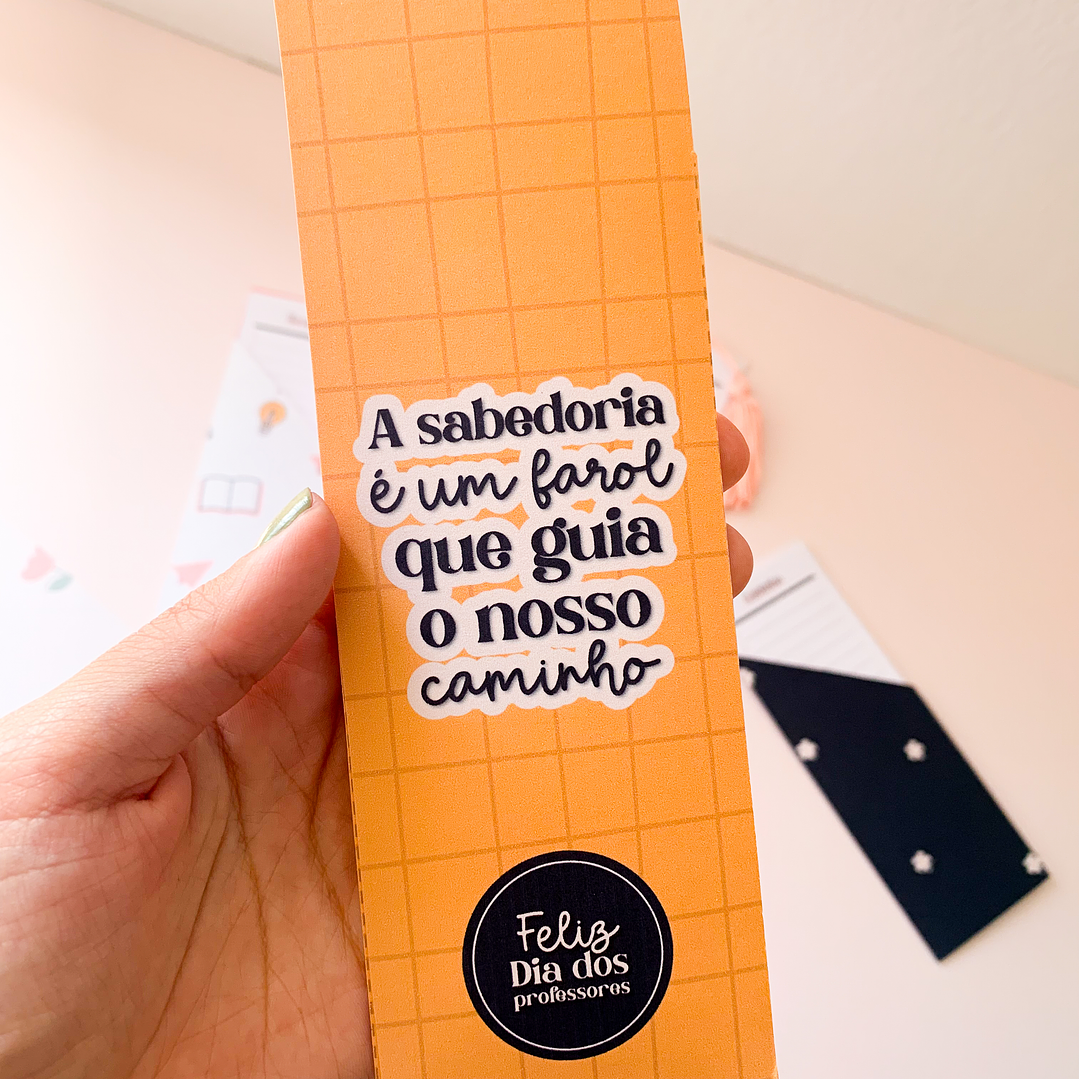 A sabedoria
é um farol
que guia
o nosso
caminho
Feliz
Dia dos
professores